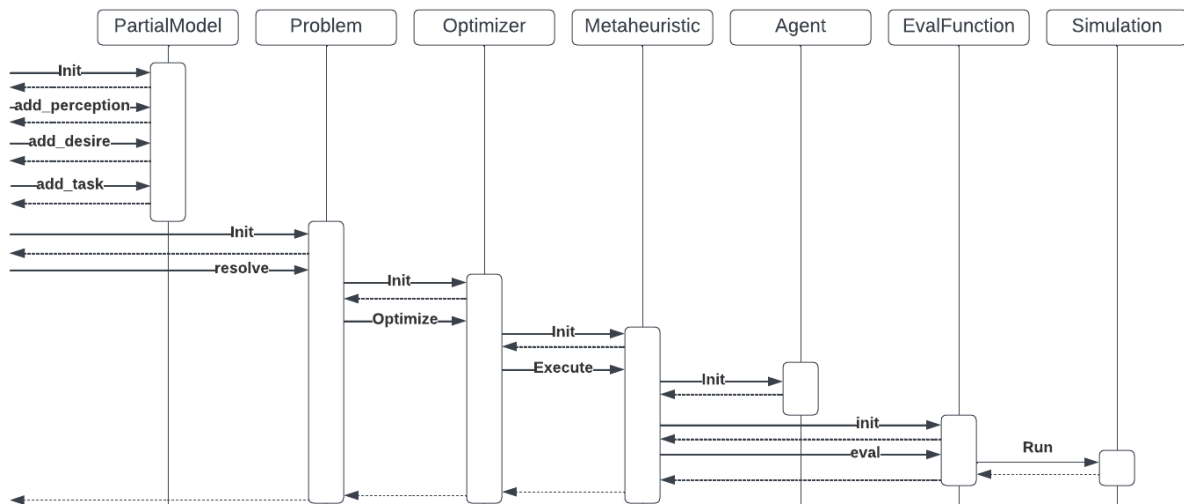 PartialModel
Problem
Optimizer
Metaheuristic
Agent
EvalFunction
Simulation
Init
add_perception
add_desire
add_task
Init
resolve
Init
Optimize
Init
Execute
Init
init
eval
Run